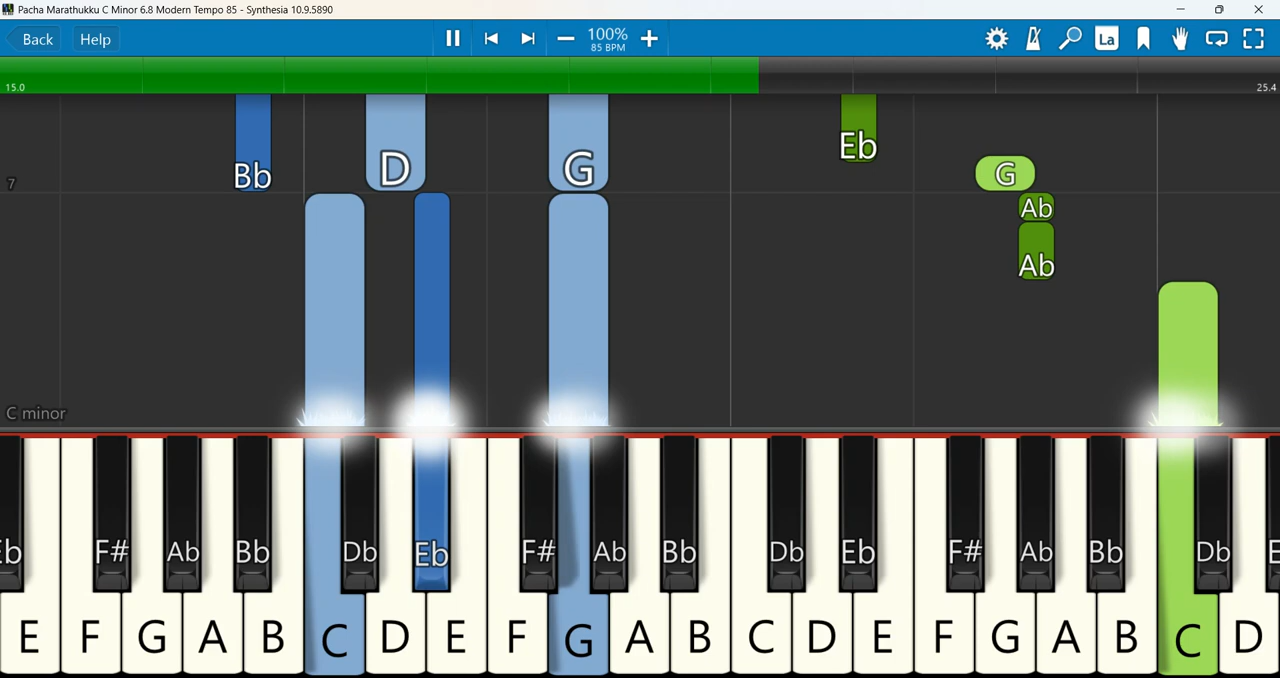 Pacha Marathukku C Minor 6.8 Modern Tempo 85 - Synthesia 10.9.5890
Back Help 100% La
85 BPM
15.0 25.4
Eb
Bb D G G
7
Ab
Ab
C minor
Eb F# Ab Bb Db Eb F# Ab Bb Db Eb F# Ab Bb Db E
E F G A B C D E F G A B C D E F G A B C D